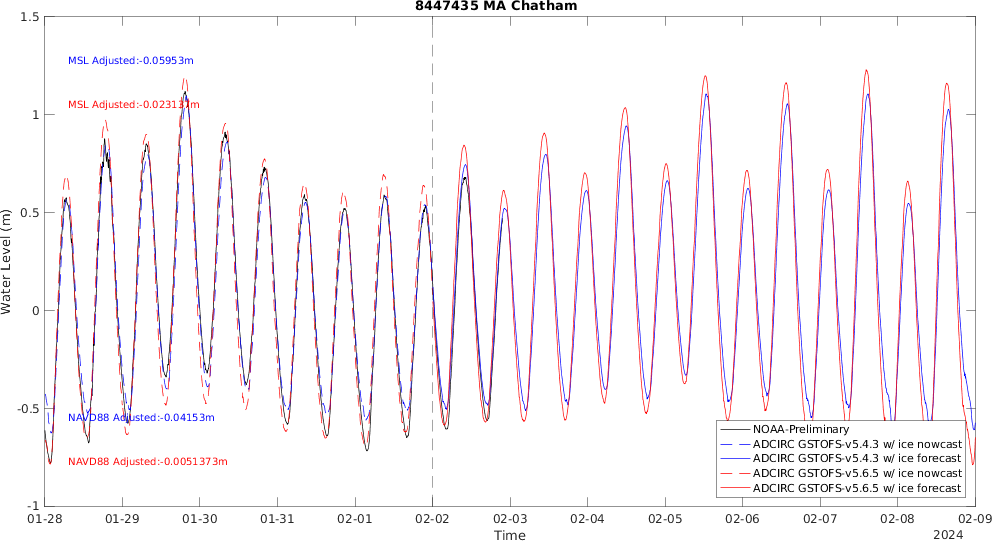 8447435 MA Chatham
1.5
1
0.5
0
-0.5
-1
Water Level (m)
MSL Adjusted:-0.05953m
MSL Adjusted:-0.023137m
NAVD88 Adjusted:-0.04153m
NAVD88 Adjusted:-0.0051373m
NOAA-Preliminary
ADCIRC GSTOFS-v5.4.3 w/ ice nowcast
ADCIRC GSTOFS-v5.4.3 w/ ice forecast
ADCIRC GSTOFS-v5.6.5 w/ ice nowcast
ADCIRC GSTOFS-v5.6.5 w/ ice forecast
01-28 01-29 01-30 01-31 02-01 02-02 02-03 02-04 02-05 02-06 02-07 02-08 02-09
Time
2024